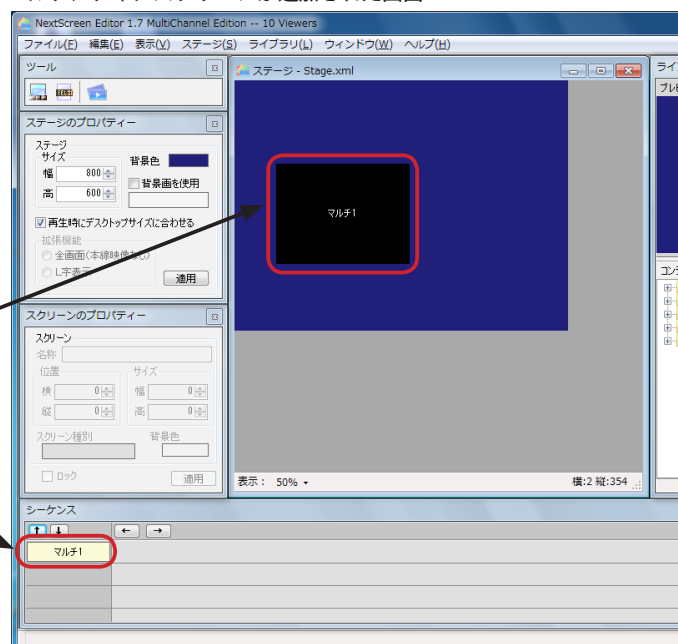 NextScreen Editor 1.7 MultiChannel Edition -- 10 Viewers
ファイル(F) 編集(E) 表示(V) ステージ(S) ライブラリ(L) ウィンドウ(W) ヘルプ(H)
ツール
ステージのプロパティー
ステージ
サイズ
幅 800
高 600
背景色
背景画を使用
再生時にデスクトップサイズに合わせる
拡張機能
全画面(本線映像なし)
L字表示
適用
スクリーンのプロパティー
スクリーン
名称
位置
横 0
縦 0
サイズ
幅 0
高 0
スクリーン種別
背景色
ロック
適用
ステージ - Stage.xml
マルチ1
表示: 50%
横:2 縦:354
シーケンス
マルチ1